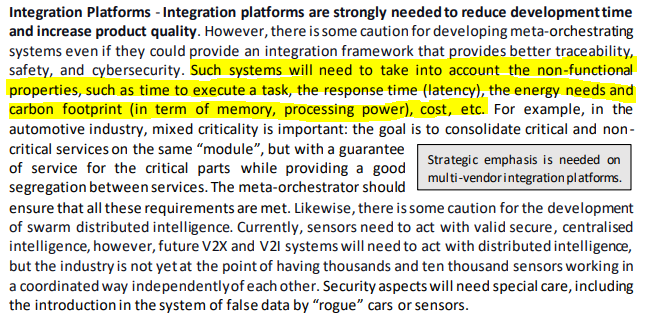 Integration Platforms - Integration platforms are strongly needed to reduce development time
and increase product quality. However, there is some caution for developing meta-orchestrating
systems even if they could provide an integration framework that provides better traceability,
safety, and cybersecurity. Such systems will need to take into account the non-functional
properties, such as time to execute a task, the response time (latency), the energy needs and
carbon footprint (in term of memory, processing power), cost, etc. For example, in the
automotive industry, mixed criticality is important: the goal is to consolidate critical and non-
critical services on the same “module”, but with a guarantee
of service for the critical parts while providing a good
segregation between services. The meta-orchestrator should
Strategic emphasis is needed on
multi-vendor integration platforms.
ensure that all these requirements are met. Likewise, there is some caution for the development
of swarm distributed intelligence. Currently, sensors need to act with valid secure, centralised
intelligence, however, future V2X and V2I systems will need to act with distributed intelligence,
but the industry is not yet at the point of having thousands and ten thousand sensors working in
a coordinated way independently of each other. Security aspects will need special care, including
the introduction in the system of false data by “rogue” cars or sensors.